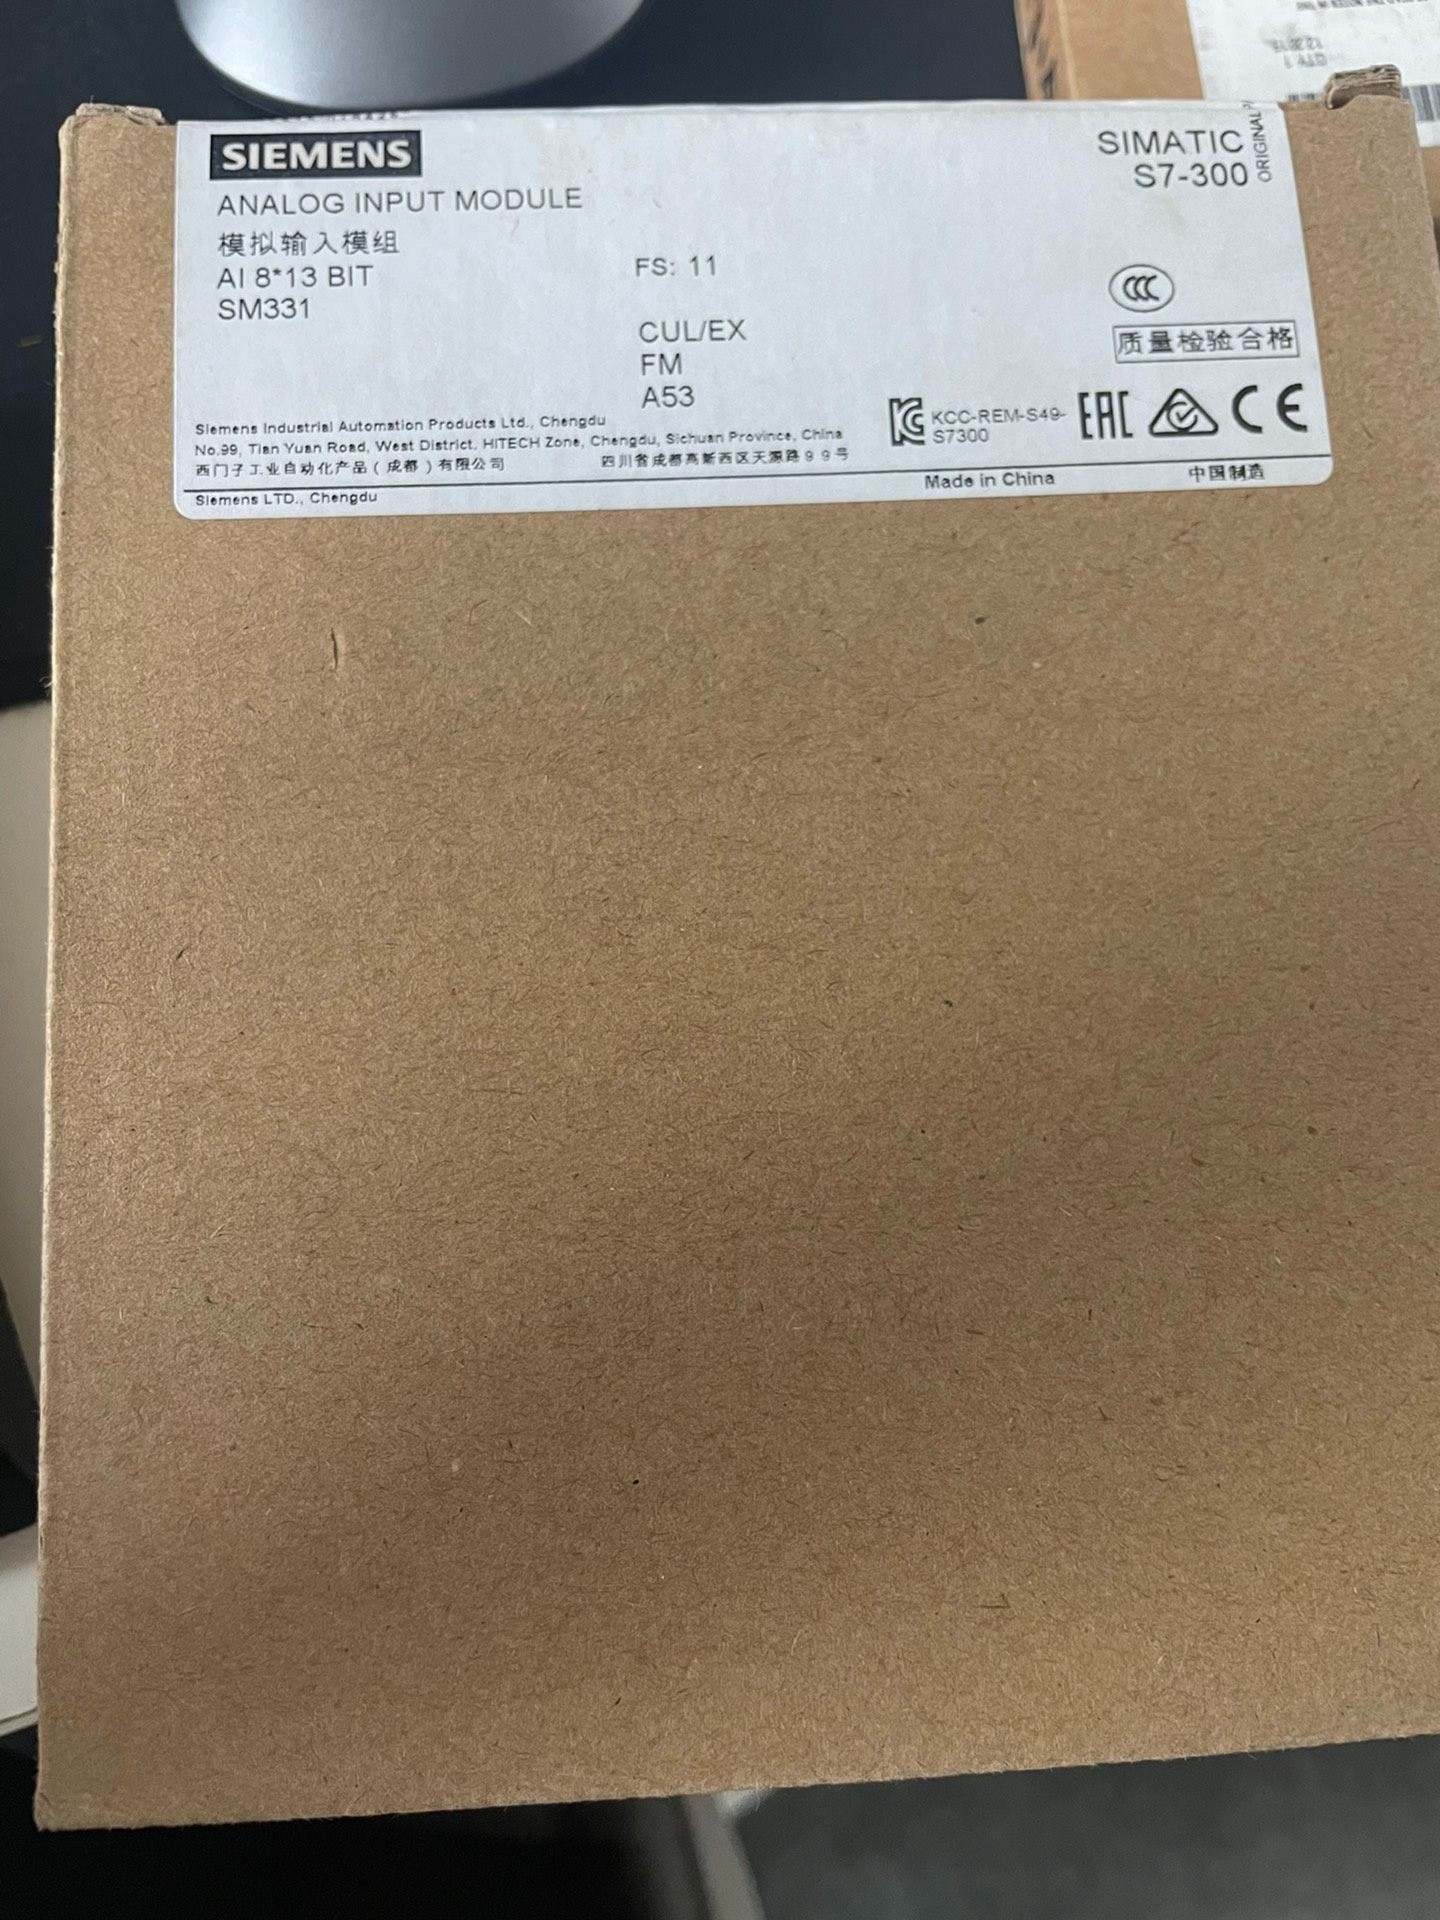 SIEMENS
SIMATIC
S7-300
ORIGINAL
ANALOG INPUT MODULE
模拟输入模组
AI 8*13 BIT
SM331
FS: 11
CUL/EX
FM
A53
质量检验合格
KCC-REM-S49-
S7300
EAC
CE
Siemens Industrial Automation Products Ltd., Chengdu
No.99, Tian Yuan Road, West District, HITECH Zone, Chengdu, Sichuan Province, China
西门子工业自动化产品(成都)有限公司 四川省成都高新西区天源路99号
Siemens LTD., Chengdu
Made in China 中国制造
QTY 1